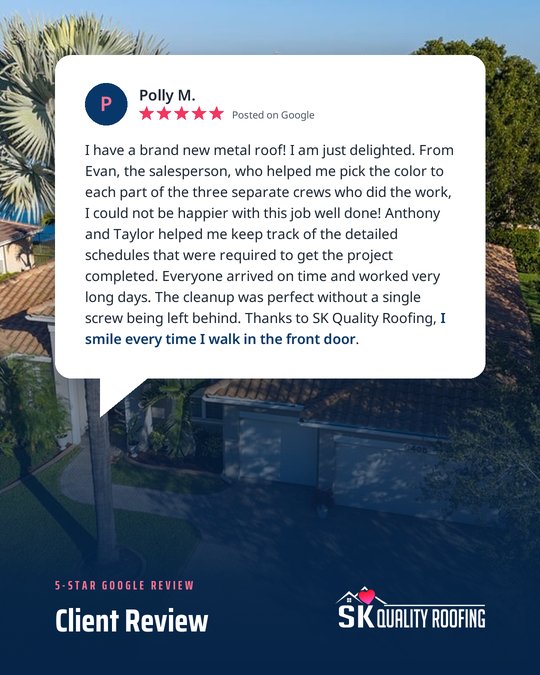 P
Polly M.
Posted on Google
I have a brand new metal roof! I am just delighted. From
Evan, the salesperson, who helped me pick the color to
each part of the three separate crews who did the work,
I could not be happier with this job well done! Anthony
and Taylor helped me keep track of the detailed
schedules that were required to get the project
completed. Everyone arrived on time and worked very
long days. The cleanup was perfect without a single
screw being left behind. Thanks to SK Quality Roofing, I
smile every time I walk in the front door.
5-STAR GOOGLE REVIEW
Client Review
SK QUALITY ROOFING